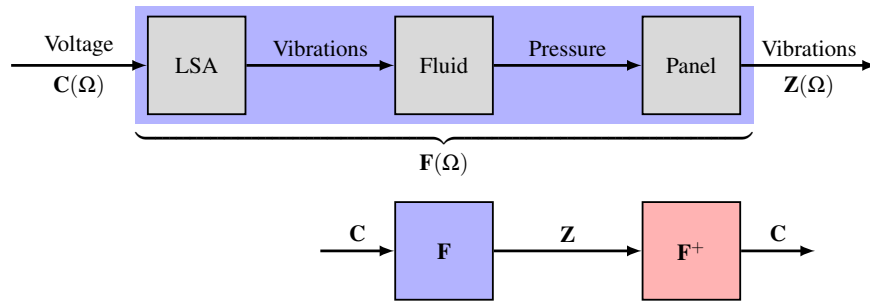 Voltage Vibrations Pressure Vibrations
LSA Fluid Panel
C(Ω) Z(Ω)
F(Ω)
C Z C
F F⁺